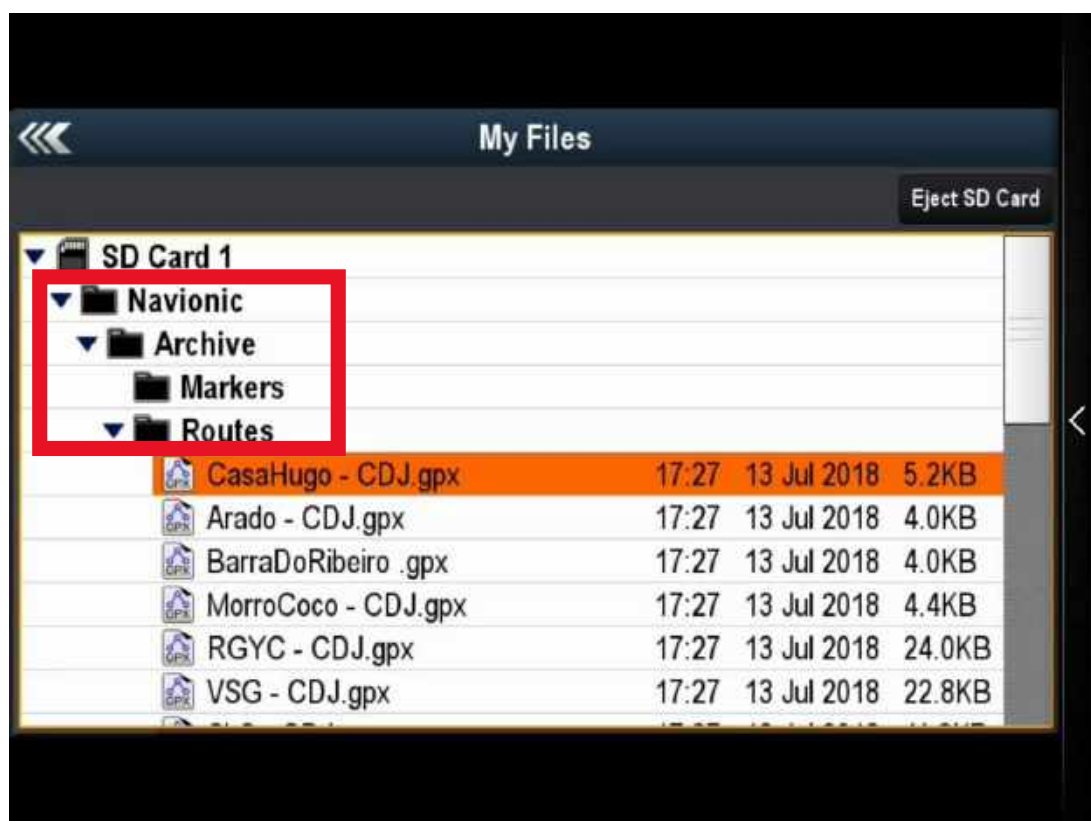 My Files
Eject SD Card
SD Card 1
Navionic
Archive
Markers
Routes
CasaHugo - CDJ.gpx 17:27 13 Jul 2018 5.2KB
Arado - CDJ.gpx 17:27 13 Jul 2018 4.0KB
BarraDoRibeiro .gpx 17:27 13 Jul 2018 4.0KB
MorroCoco - CDJ.gpx 17:27 13 Jul 2018 4.4KB
RGYC - CDJ.gpx 17:27 13 Jul 2018 24.0KB
VSG - CDJ.gpx 17:27 13 Jul 2018 22.8KB